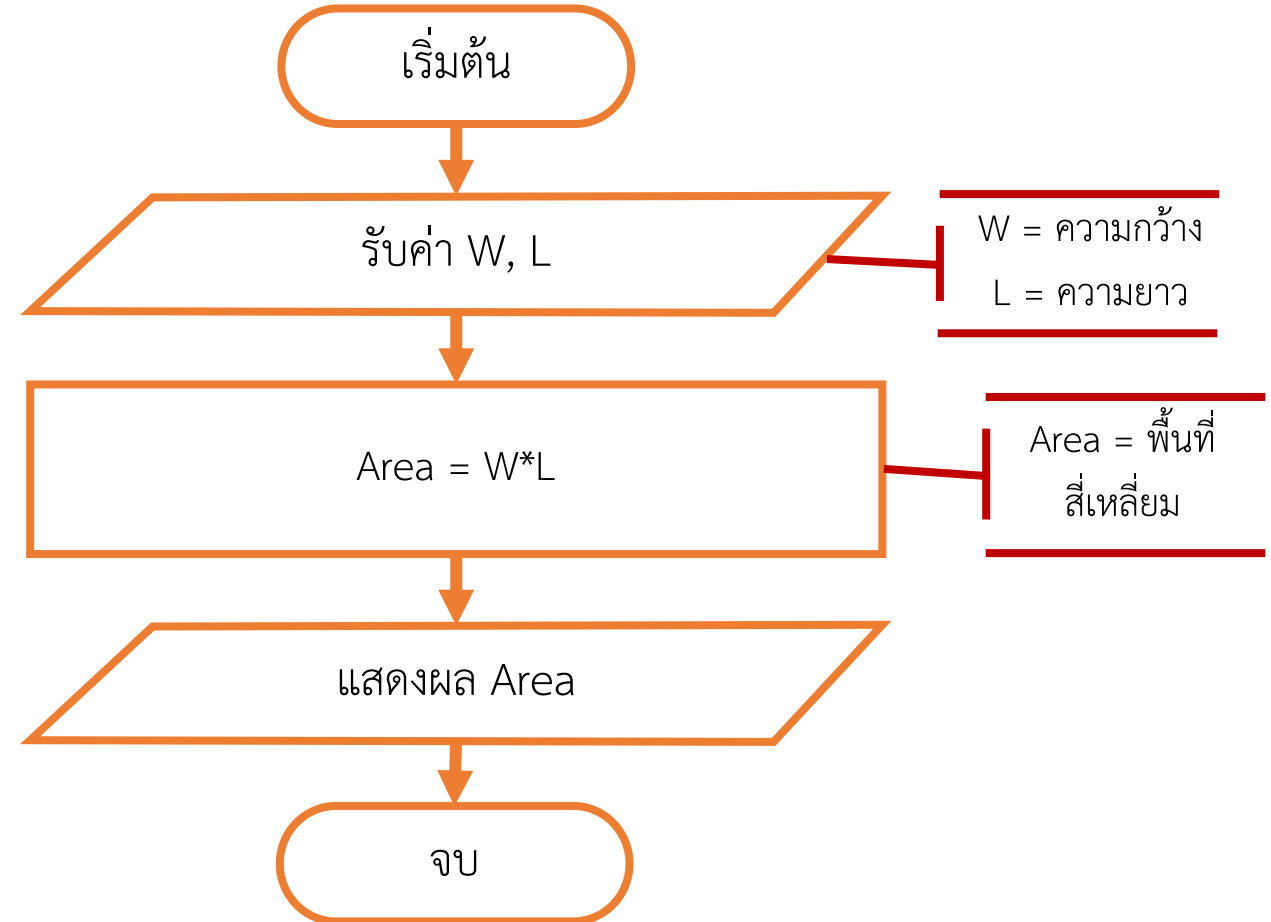 เริ่มต้น
รับค่า W, L
W = ความกว้าง
L = ความยาว
Area = W*L
Area = พื้นที่
สี่เหลี่ยม
แสดงผล Area
จบ